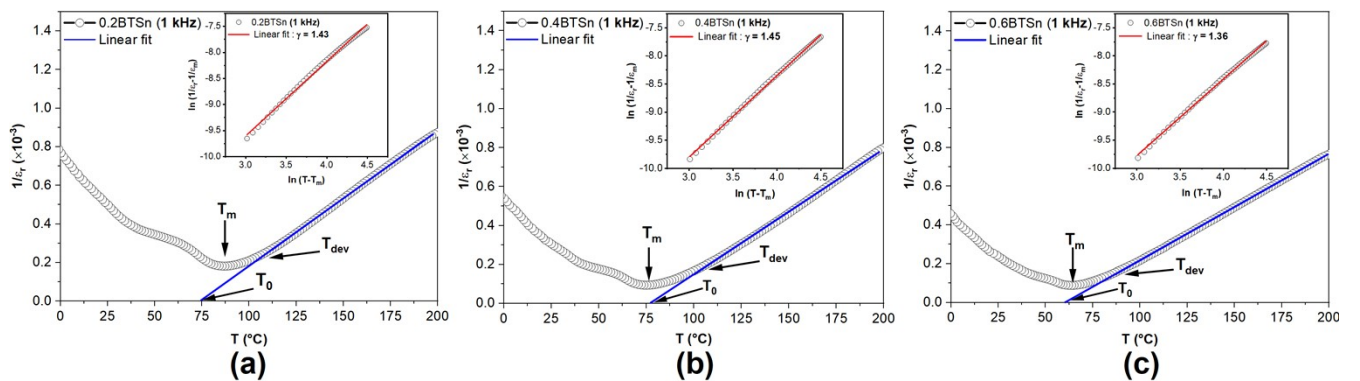 0.2BTSn (1 kHz)
Linear fit
0.2BTSn (1 kHz)
Linear fit : γ = 1.43
ln (1/εr-1/εm)
-7.5
-8.0
-8.5
-9.0
-9.5
-10.0
3.0 3.5 4.0 4.5
ln (T-Tm)
1/εr (×10-3)
1.4
1.2
1.0
0.8
0.6
0.4
0.2
0.0
Tm
Tdev
T0
0 25 50 75 100 125 150 175 200
T (°C)
(a)
0.4BTSn (1 kHz)
Linear fit
0.4BTSn (1 kHz)
Linear fit : γ = 1.45
ln (1/εr-1/εm)
-7.5
-8.0
-8.5
-9.0
-9.5
-10.0
3.0 3.5 4.0 4.5
ln (T-Tm)
1/εr (×10-3)
1.4
1.2
1.0
0.8
0.6
0.4
0.2
0.0
Tm
Tdev
T0
0 25 50 75 100 125 150 175 200
T (°C)
(b)
0.6BTSn (1 kHz)
Linear fit
0.6BTSn (1 kHz)
Linear fit : γ = 1.36
ln (1/εr-1/εm)
-7.5
-8.0
-8.5
-9.0
-9.5
-10.0
3.0 3.5 4.0 4.5
ln (T-Tm)
1/εr (×10-3)
1.4
1.2
1.0
0.8
0.6
0.4
0.2
0.0
Tm
Tdev
T0
0 25 50 75 100 125 150 175 200
T (°C)
(c)